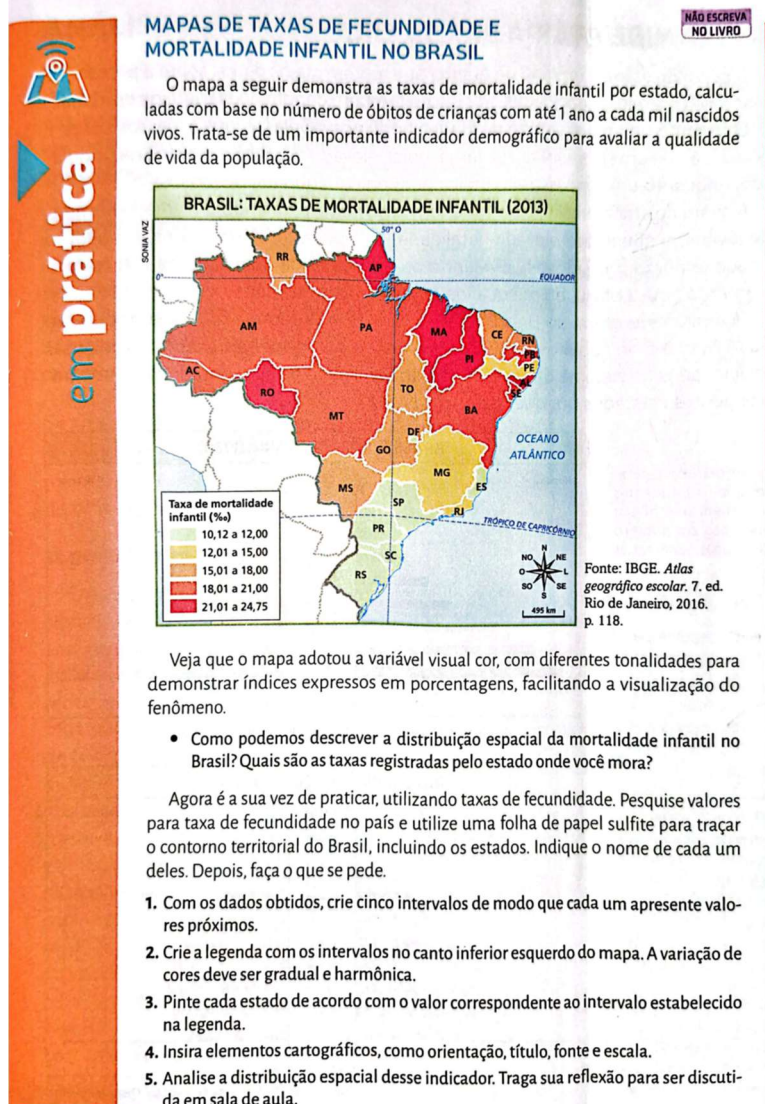 MAPAS DE TAXAS DE FECUNDIDADE E
MORTALIDADE INFANTIL NO BRASIL
NÃO ESCREVA
NO LIVRO
em prática
O mapa a seguir demonstra as taxas de mortalidade infantil por estado, calcu-
ladas com base no número de óbitos de crianças com até 1 ano a cada mil nascidos
vivos. Trata-se de um importante indicador demográfico para avaliar a qualidade
de vida da população.
BRASIL: TAXAS DE MORTALIDADE INFANTIL (2013)
SONIA VAZ
50° O
0°
EQUADOR
RR
AP
AM
PA
MA
CE
RN
PB
PE
PI
AL
SE
AC
RO
TO
BA
MT
DF
GO
MG
ES
MS
SP
RJ
PR
SC
RS
OCEANO
ATLÂNTICO
TRÓPICO DE CAPRICÓRNIO
Taxa de mortalidade
infantil (‰)
10,12 a 12,00
12,01 a 15,00
15,01 a 18,00
18,01 a 21,00
21,01 a 24,75
N
NO NE
O L
SO SE
S
495 km
Fonte: IBGE. Atlas
geográfico escolar. 7. ed.
Rio de Janeiro, 2016.
p. 118.
Veja que o mapa adotou a variável visual cor, com diferentes tonalidades para
demonstrar índices expressos em porcentagens, facilitando a visualização do
fenômeno.
• Como podemos descrever a distribuição espacial da mortalidade infantil no
Brasil? Quais são as taxas registradas pelo estado onde você mora?
Agora é a sua vez de praticar, utilizando taxas de fecundidade. Pesquise valores
para taxa de fecundidade no país e utilize uma folha de papel sulfite para traçar
o contorno territorial do Brasil, incluindo os estados. Indique o nome de cada um
deles. Depois, faça o que se pede.
1. Com os dados obtidos, crie cinco intervalos de modo que cada um apresente valo-
res próximos.
2. Crie a legenda com os intervalos no canto inferior esquerdo do mapa. A variação de
cores deve ser gradual e harmônica.
3. Pinte cada estado de acordo com o valor correspondente ao intervalo estabelecido
na legenda.
4. Insira elementos cartográficos, como orientação, título, fonte e escala.
5. Analise a distribuição espacial desse indicador. Traga sua reflexão para ser discuti-
da em sala de aula.